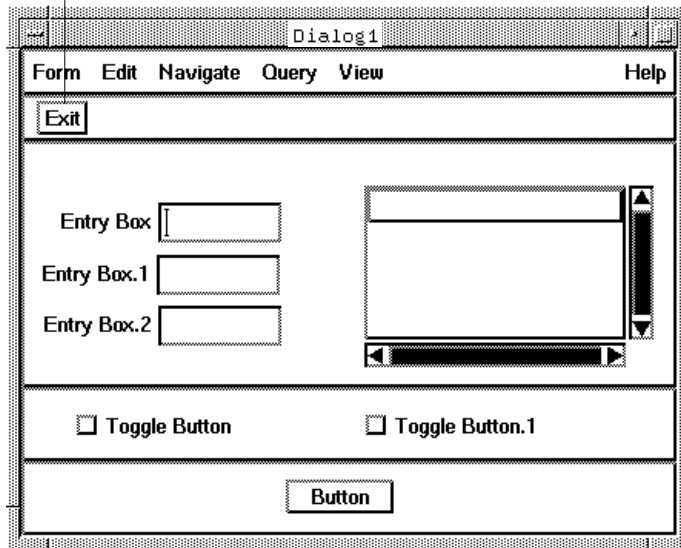 Dialog1
Form Edit Navigate Query View Help
Exit
Entry Box
Entry Box.1
Entry Box.2
Toggle Button Toggle Button.1
Button